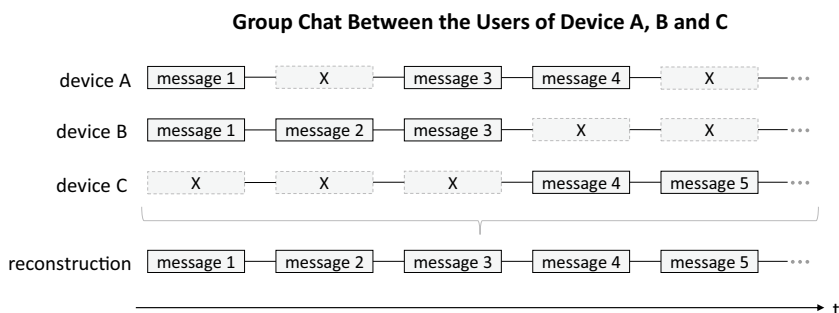 Group Chat Between the Users of Device A, B and C
device A message 1 X message 3 message 4 X ...
device B message 1 message 2 message 3 X X ...
device C X X X message 4 message 5 ...
reconstruction message 1 message 2 message 3 message 4 message 5 ...
t